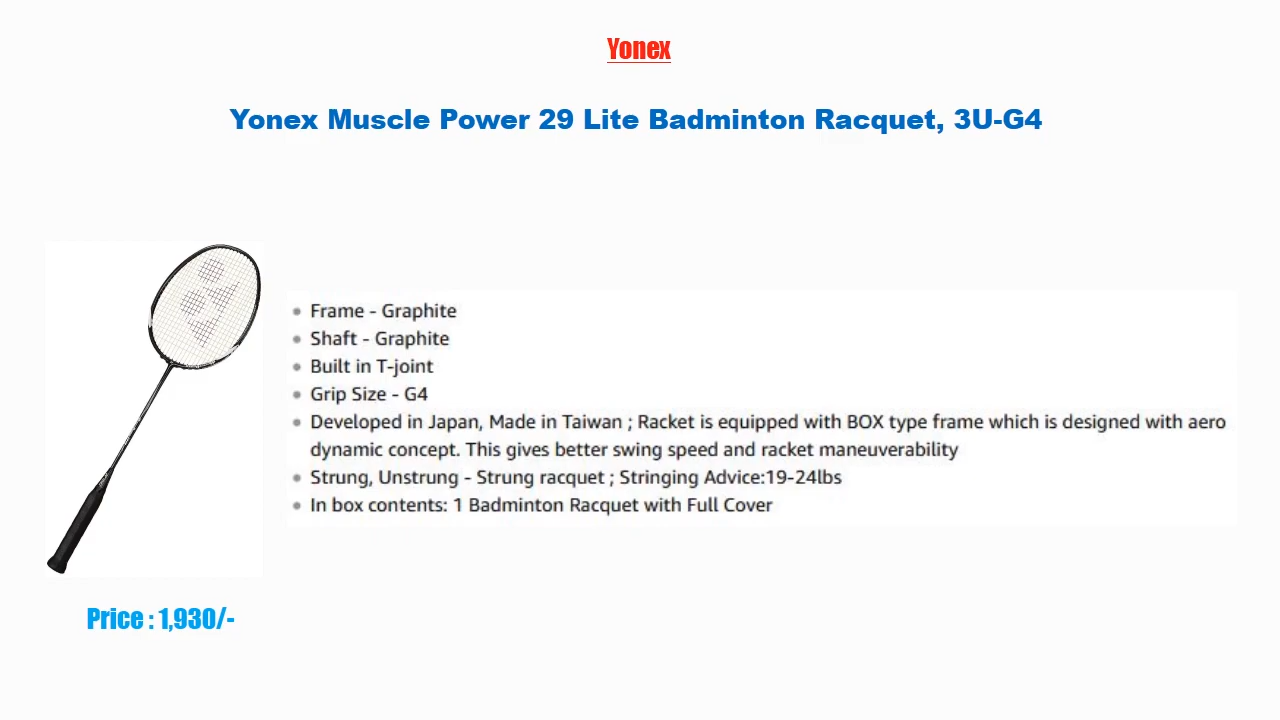 Yonex
Yonex Muscle Power 29 Lite Badminton Racquet, 3U-G4
Frame - Graphite
Shaft - Graphite
Built in T-joint
Grip Size - G4
Developed in Japan, Made in Taiwan ; Racket is equipped with BOX type frame which is designed with aero
dynamic concept. This gives better swing speed and racket maneuverability
Strung, Unstrung - Strung racquet ; Stringing Advice:19-24lbs
In box contents: 1 Badminton Racquet with Full Cover
Price : 1,930/-